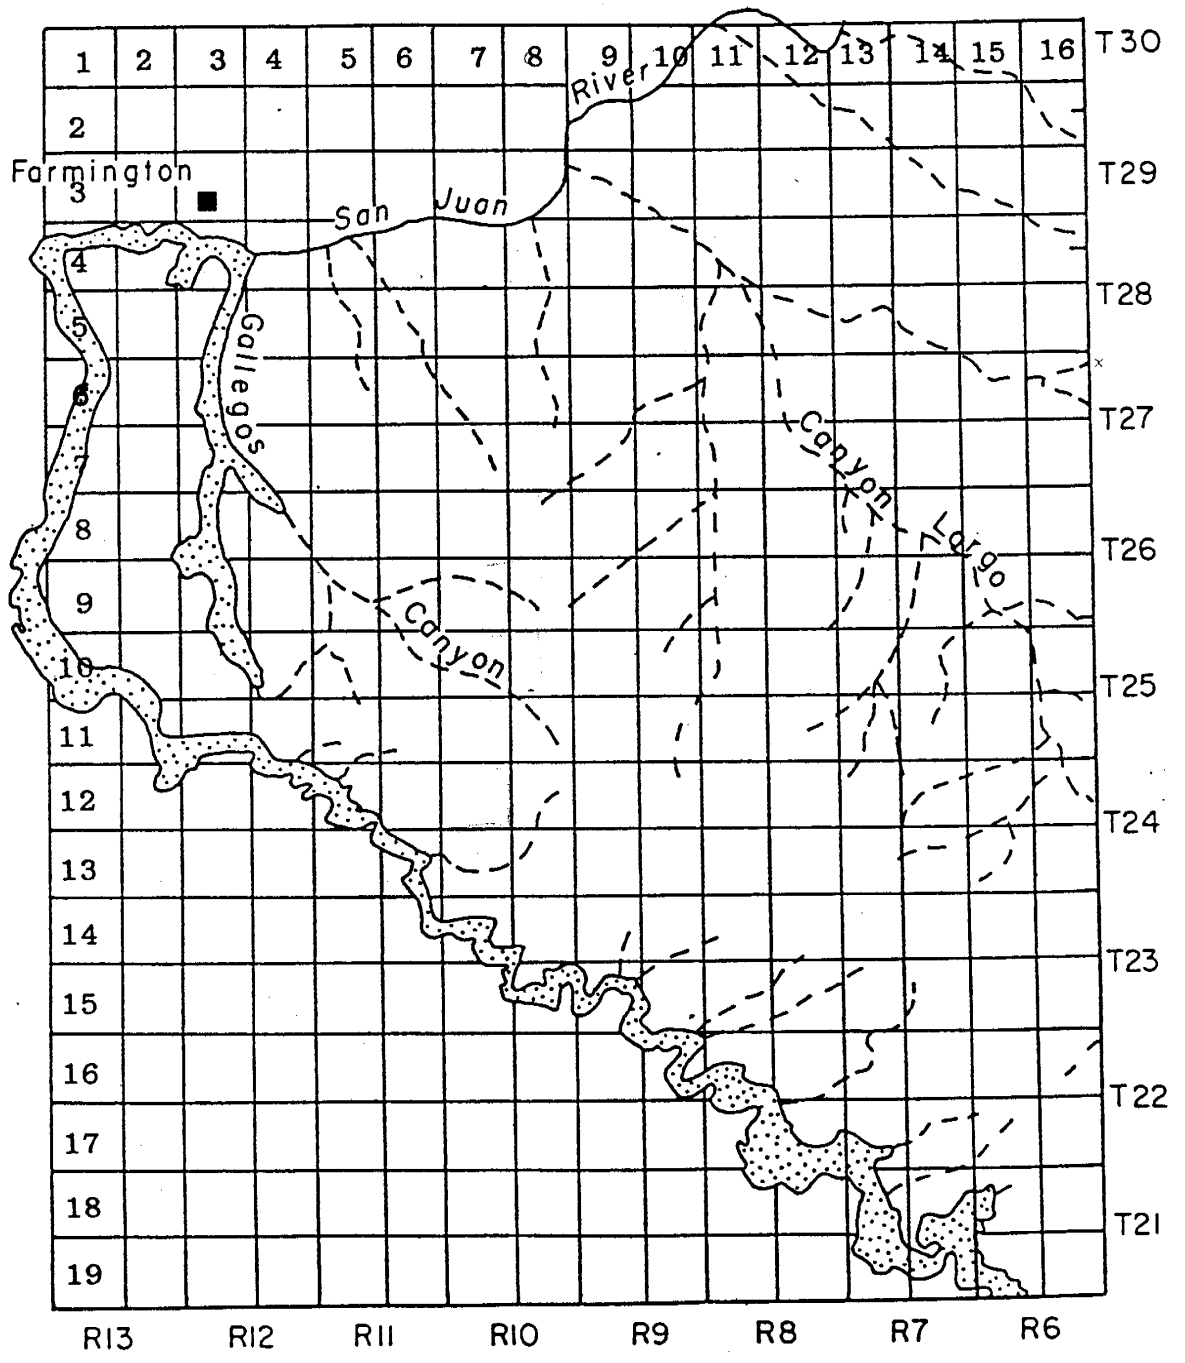 1 2 3 4 5 6 7 8 9 10 11 12 13 14 15 16 T30
River
2
Farmington
T29
3
San Juan
4
T28
5
Gallegos
6
T27
7
Canyon
8
Largo
T26
9
Canyon
10
T25
11
12
T24
13
14
T23
15
16
T22
17
18
T21
19
R13 R12 R11 R10 R9 R8 R7 R6